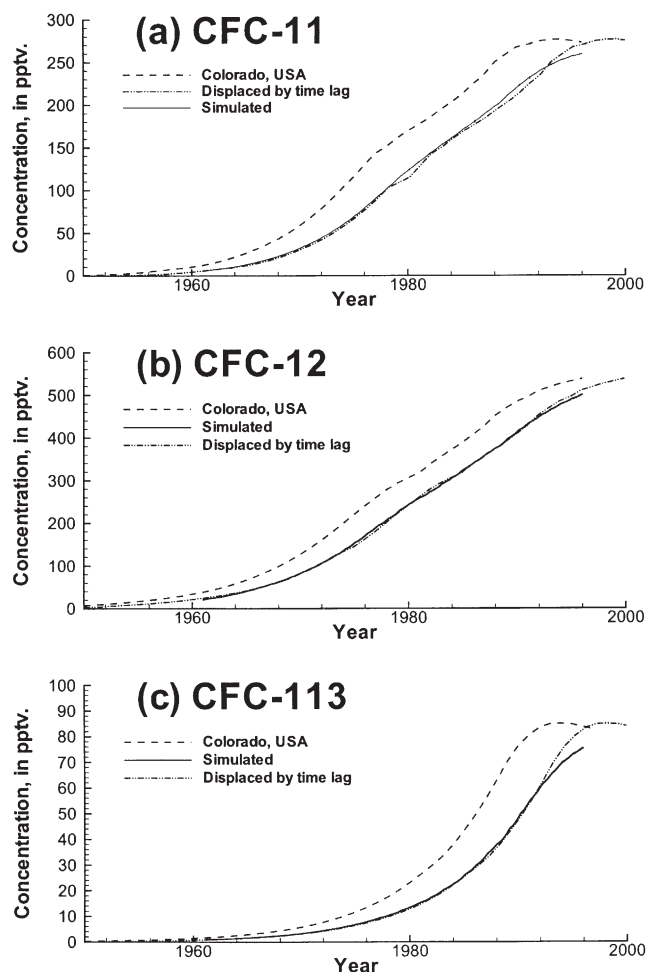 (a) CFC-11
Concentration, in pptv.
300
250
200
150
100
50
0
Colorado, USA
Displaced by time lag
Simulated
1960
1980
2000
Year
(b) CFC-12
Concentration, in pptv.
600
500
400
300
200
100
0
Colorado, USA
Simulated
Displaced by time lag
1960
1980
2000
Year
(c) CFC-113
Concentration, in pptv.
100
90
80
70
60
50
40
30
20
10
0
Colorado, USA
Simulated
Displaced by time lag
1960
1980
2000
Year